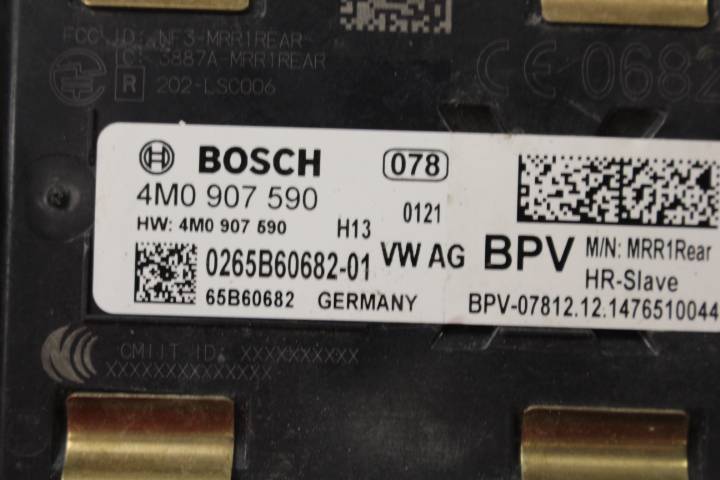 FCC ID: NF3-MRR1REAR
IC: 3887A-MRR1REAR
R 202-LSC006
CE 0682
BOSCH 078
4M0 907 590 0121
HW: 4M0 907 590 H13
0265B60682-01 VW AG
65B60682 GERMANY
BPV M/N: MRR1Rear
HR-Slave
BPV-07812.12.1476510044
CMIIT ID: XXXXXXXXXX
XXXXXXXXXXXXXX